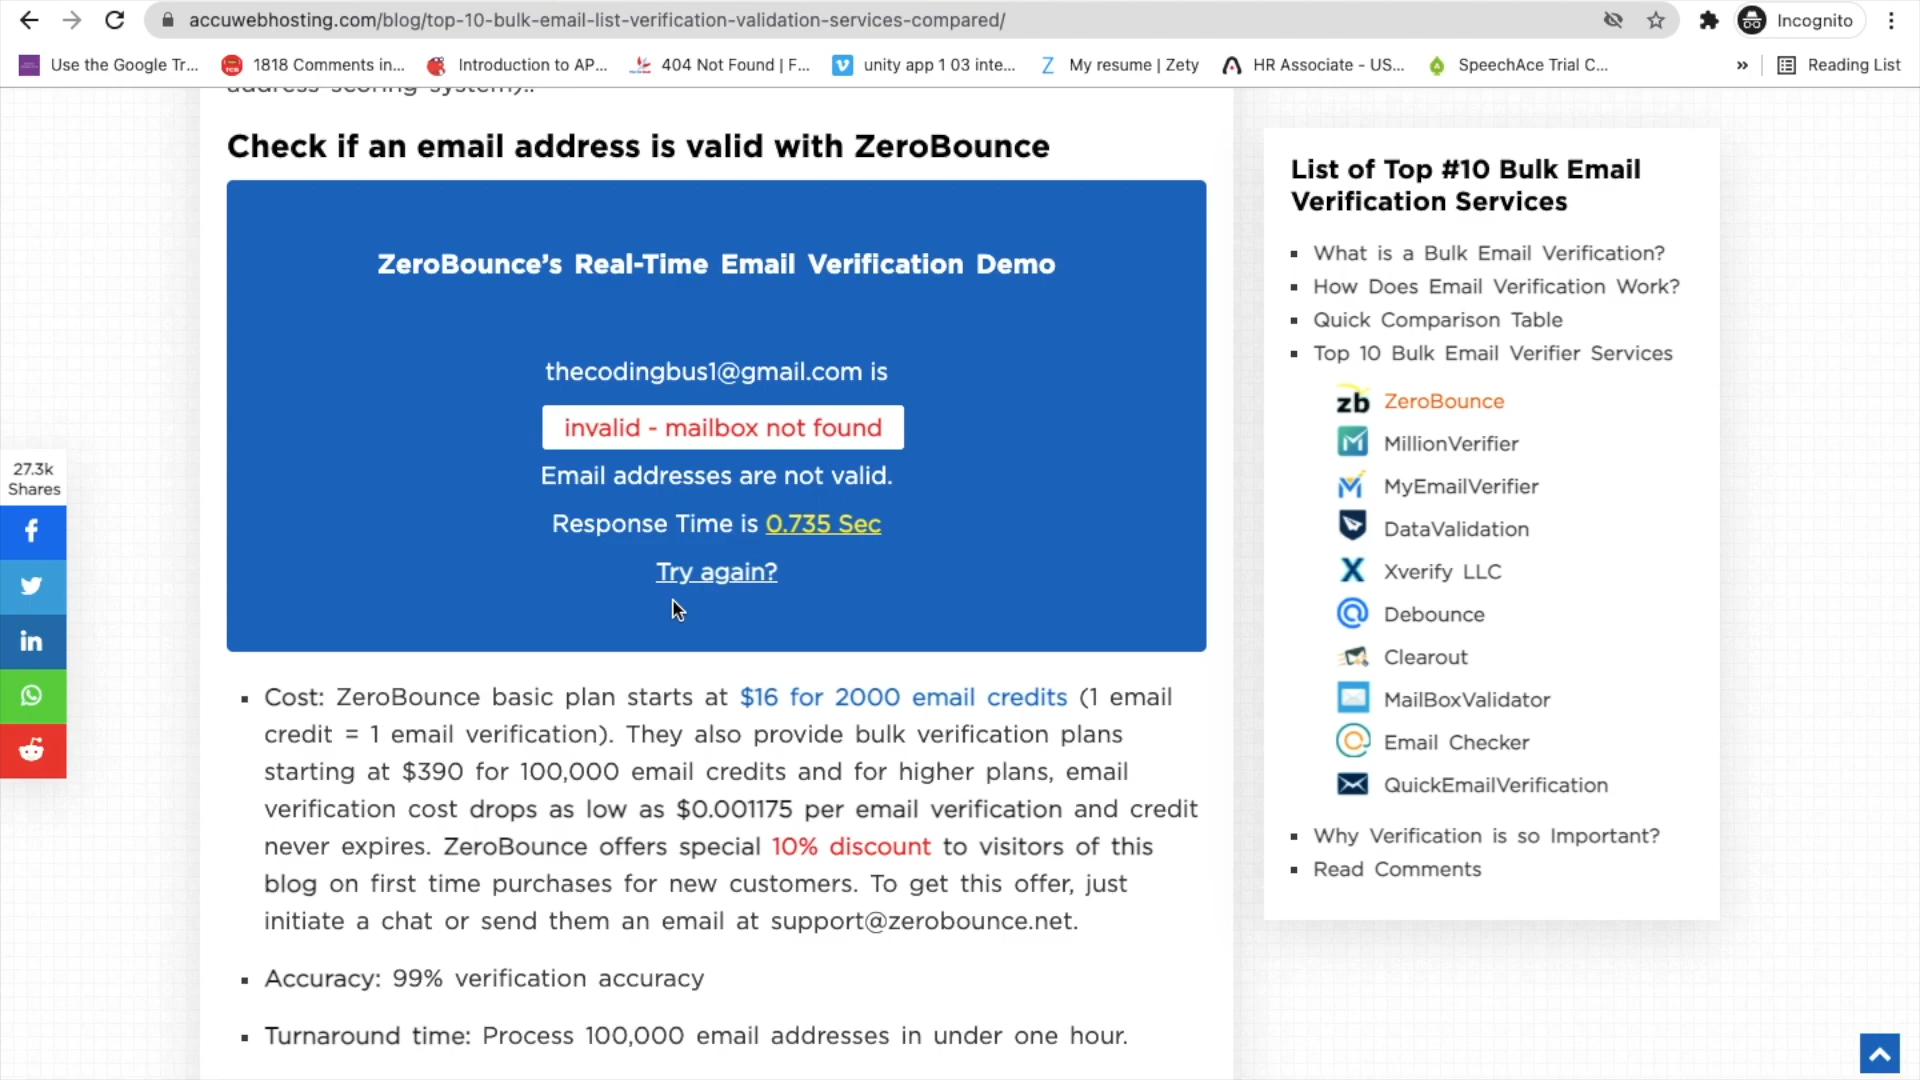 accuwebhosting.com/blog/top-10-bulk-email-list-verification-validation-services-compared/
Incognito
Use the Google Tr...
1818 Comments in...
Introduction to AP...
404 Not Found | F...
unity app 1 03 inte...
My resume | Zety
HR Associate - US...
SpeechAce Trial C...
»
Reading List
address scoring system)..
Check if an email address is valid with ZeroBounce
ZeroBounce’s Real-Time Email Verification Demo
thecodingbus1@gmail.com is
invalid - mailbox not found
Email addresses are not valid.
Response Time is 0.735 Sec
Try again?
27.3k
Shares
Cost: ZeroBounce basic plan starts at $16 for 2000 email credits (1 email
credit = 1 email verification). They also provide bulk verification plans
starting at $390 for 100,000 email credits and for higher plans, email
verification cost drops as low as $0.001175 per email verification and credit
never expires. ZeroBounce offers special 10% discount to visitors of this
blog on first time purchases for new customers. To get this offer, just
initiate a chat or send them an email at support@zerobounce.net.
Accuracy: 99% verification accuracy
Turnaround time: Process 100,000 email addresses in under one hour.
List of Top #10 Bulk Email
Verification Services
What is a Bulk Email Verification?
How Does Email Verification Work?
Quick Comparison Table
Top 10 Bulk Email Verifier Services
zb ZeroBounce
MillionVerifier
MyEmailVerifier
DataValidation
Xverify LLC
Debounce
Clearout
MailBoxValidator
Email Checker
QuickEmailVerification
Why Verification is so Important?
Read Comments